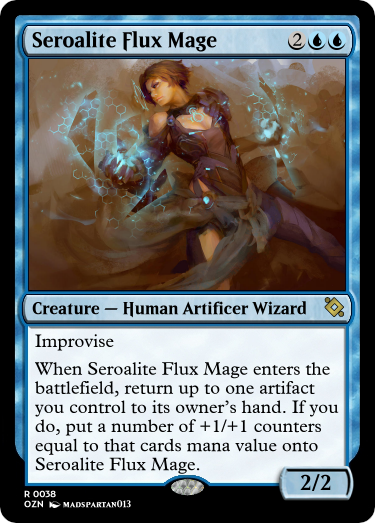 Seroalite Flux Mage 2
Creature — Human Artificer Wizard
Improvise
When Seroalite Flux Mage enters the
battlefield, return up to one artifact
you control to its owner's hand. If you
do, put a number of +1/+1 counters
equal to that cards mana value onto
Seroalite Flux Mage.
2/2
R 0038
OZN MADSPARTAN013